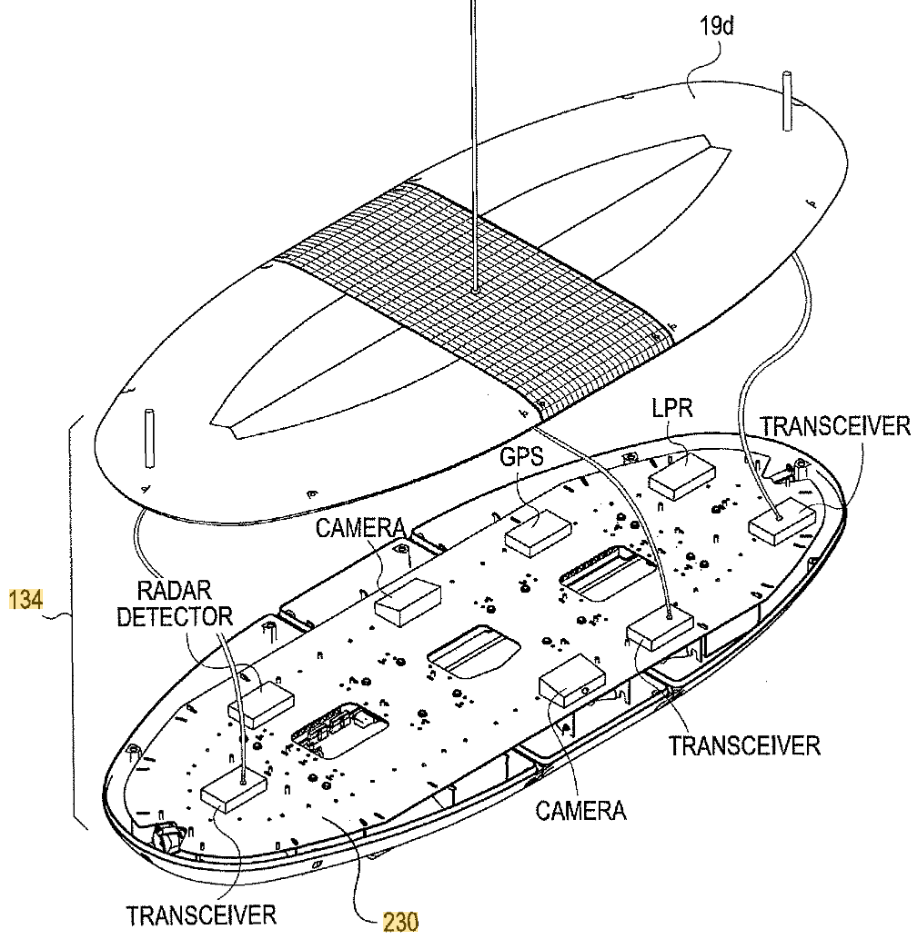 19d
LPR
TRANSCEIVER
GPS
CAMERA
RADAR
DETECTOR
134
TRANSCEIVER
CAMERA
TRANSCEIVER
230